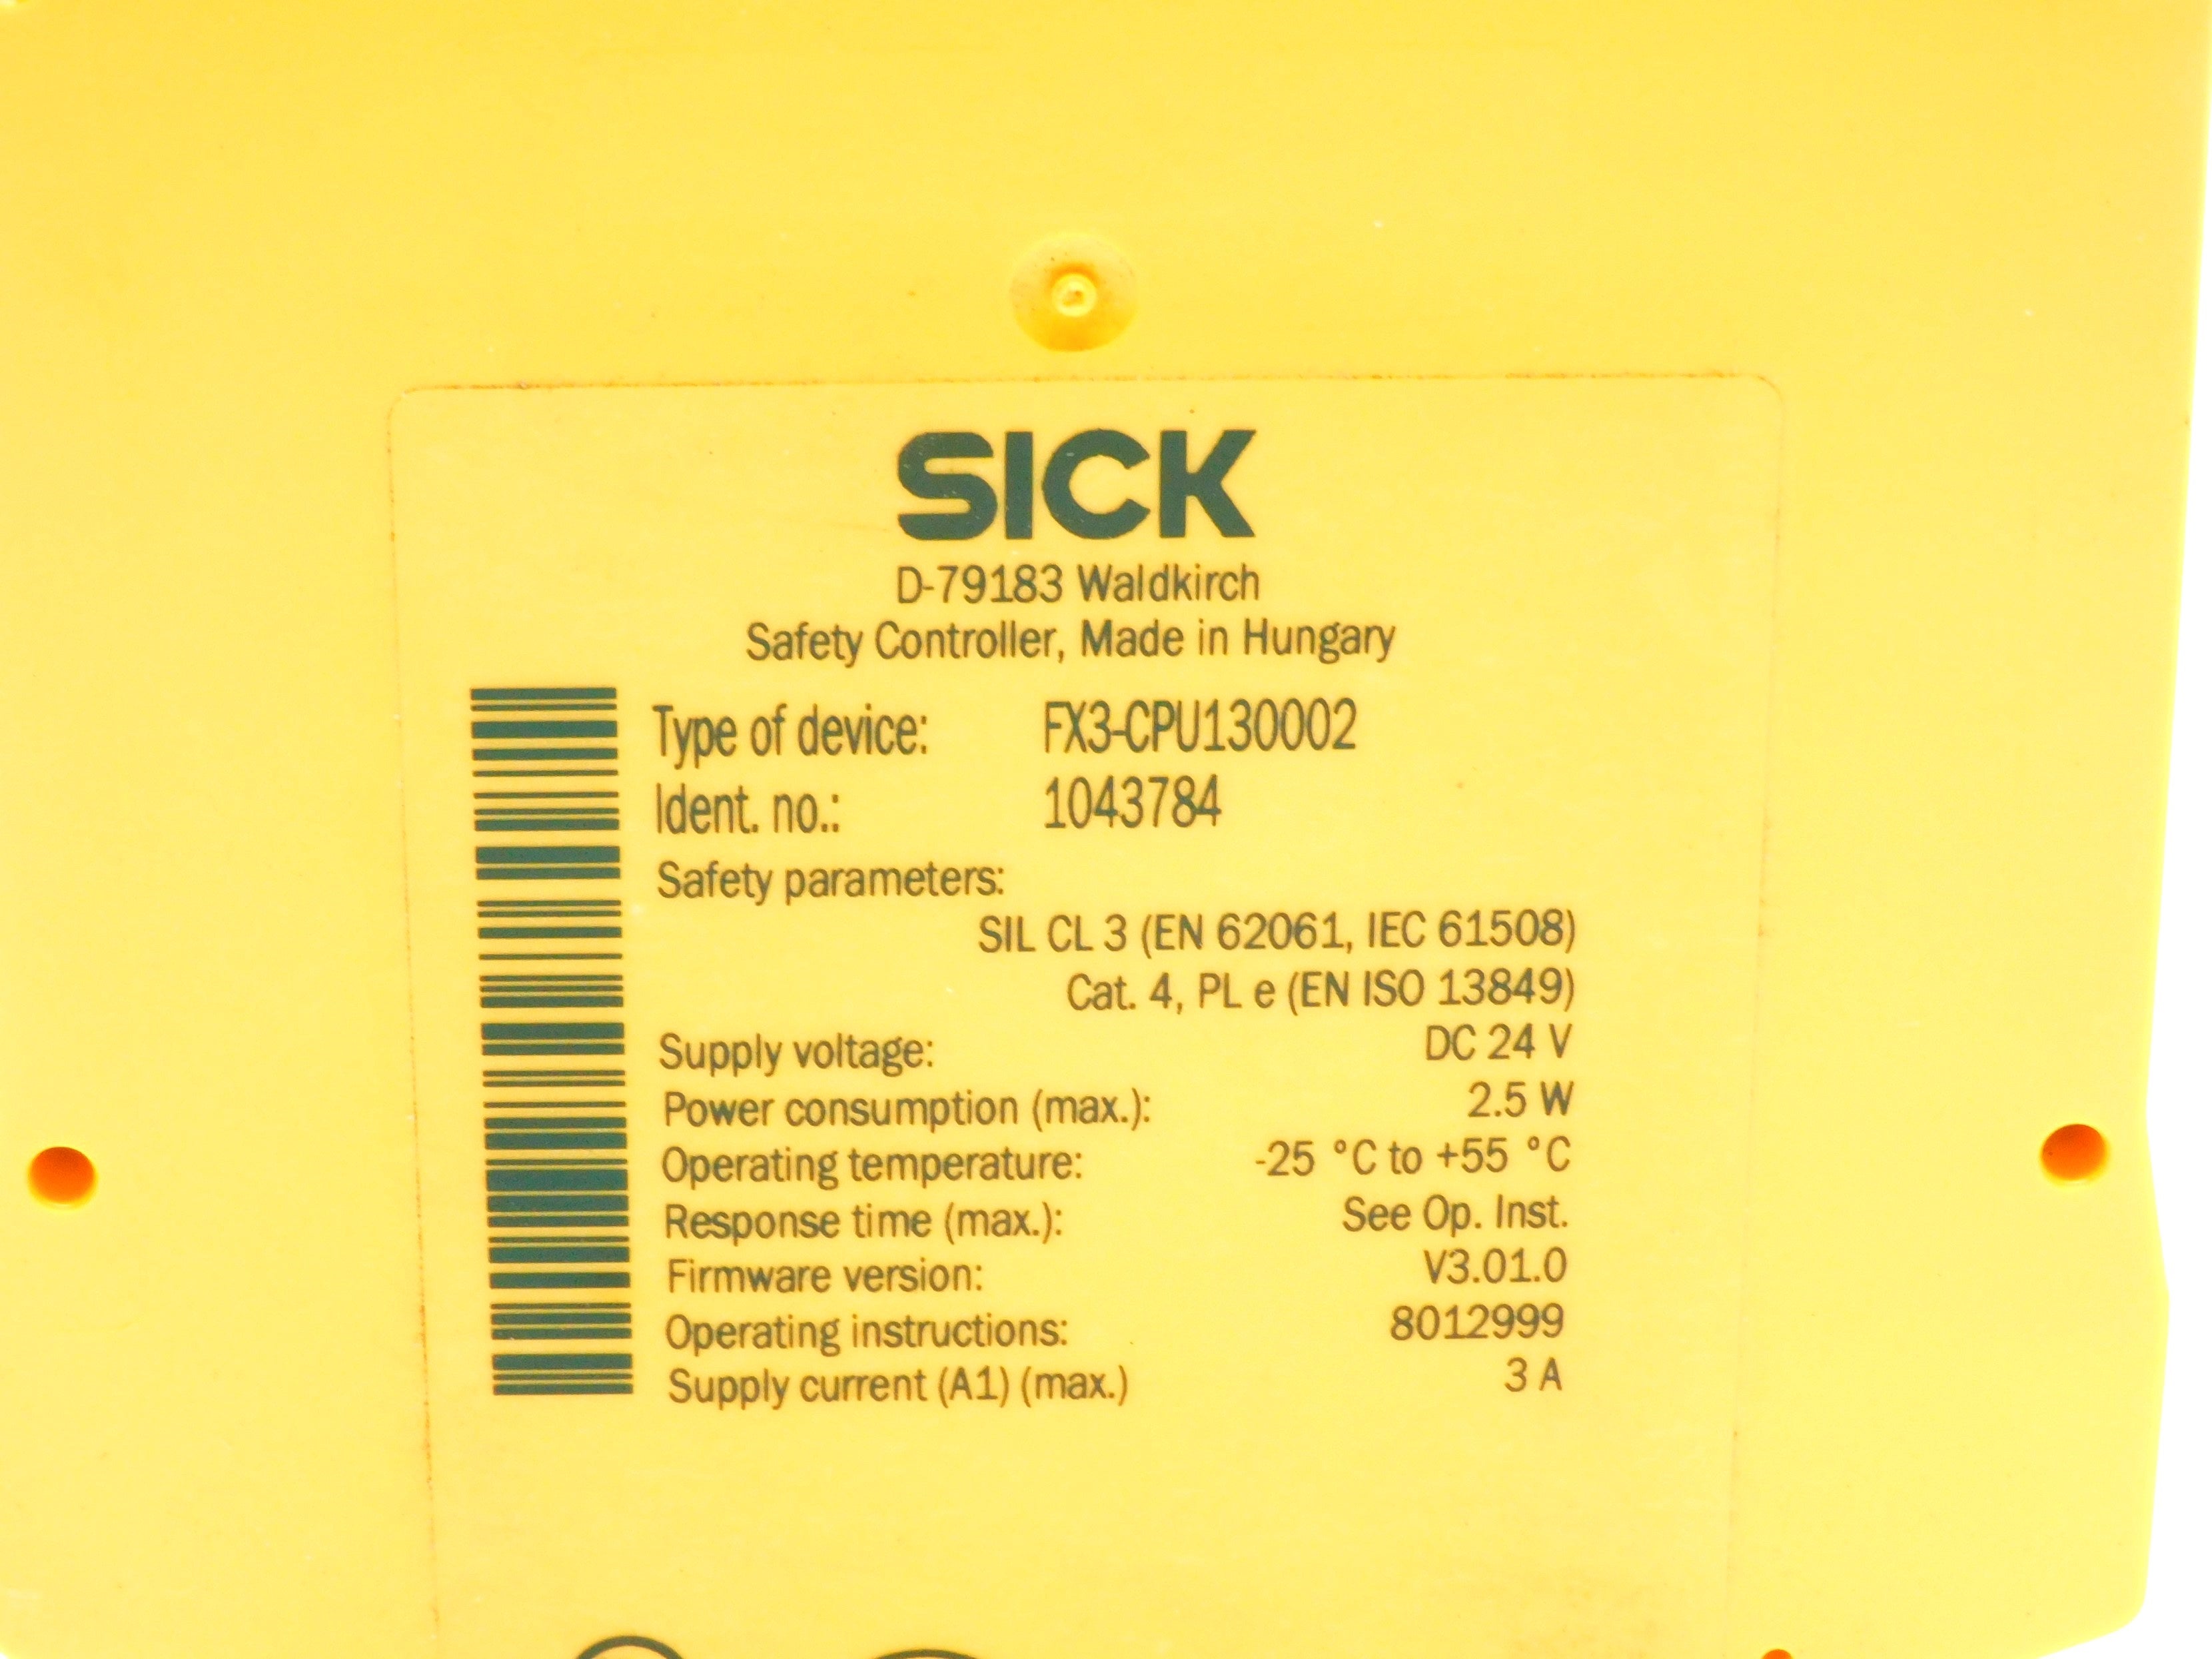 SICK
D-79183 Waldkirch
Safety Controller, Made in Hungary
Type of device: FX3-CPU130002
Ident. no.: 1043784
Safety parameters:
SIL CL 3 (EN 62061, IEC 61508)
Cat. 4, PL e (EN ISO 13849)
Supply voltage: DC 24 V
Power consumption (max.): 2.5 W
Operating temperature: -25 °C to +55 °C
Response time (max.): See Op. Inst.
Firmware version: V3.01.0
Operating instructions: 8012999
Supply current (A1) (max.) 3 A